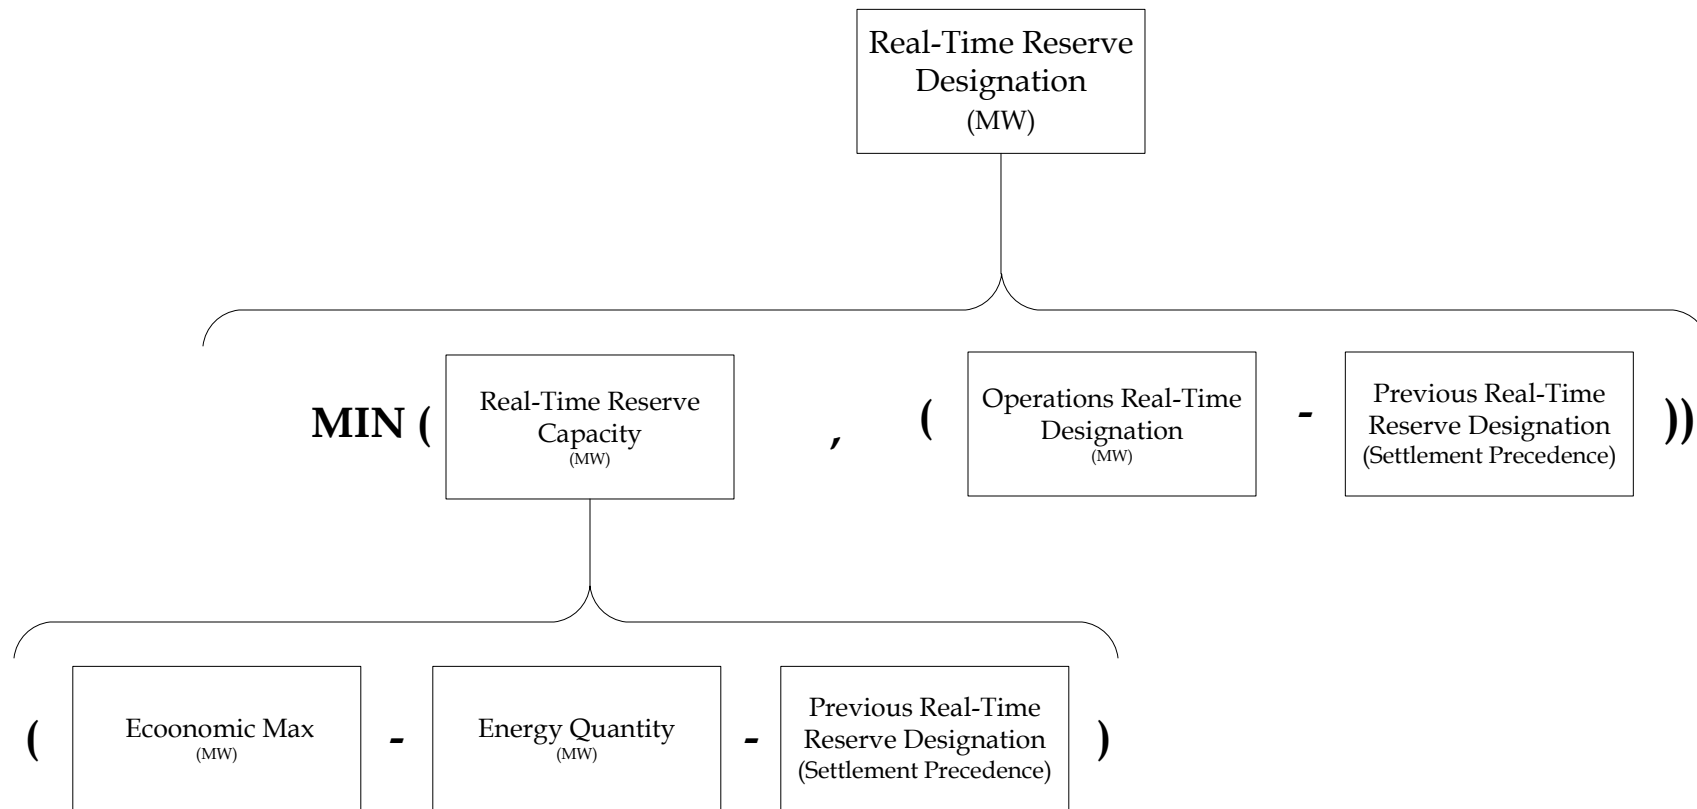 Real-Time Reserve
Designation
(MW)
MIN (
Real-Time Reserve
Capacity
(MW)
,
(
Operations Real-Time
Designation
(MW)
-
Previous Real-Time
Reserve Designation
(Settlement Precedence)
))
(
Ecoonomic Max
(MW)
-
Energy Quantity
(MW)
-
Previous Real-Time
Reserve Designation
(Settlement Precedence)
)